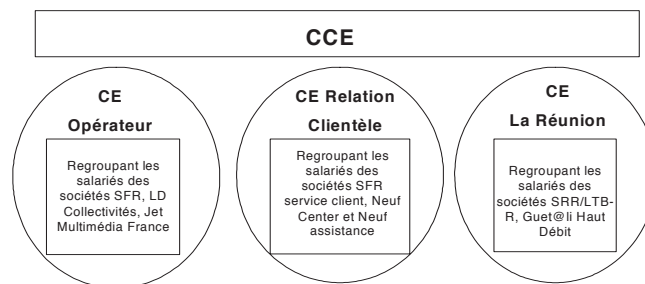 CCE
CE
Opérateur
Regroupant les
salariés des
sociétés SFR, LD
Collectivités, Jet
Multimédia France
CE Relation
Clientèle
Regroupant les
salariés des
sociétés SFR
service client, Neuf
Center et Neuf
assistance
CE
La Réunion
Regroupant les
salariés des
sociétés SRR/LTB-
R, Guet@li Haut
Débit